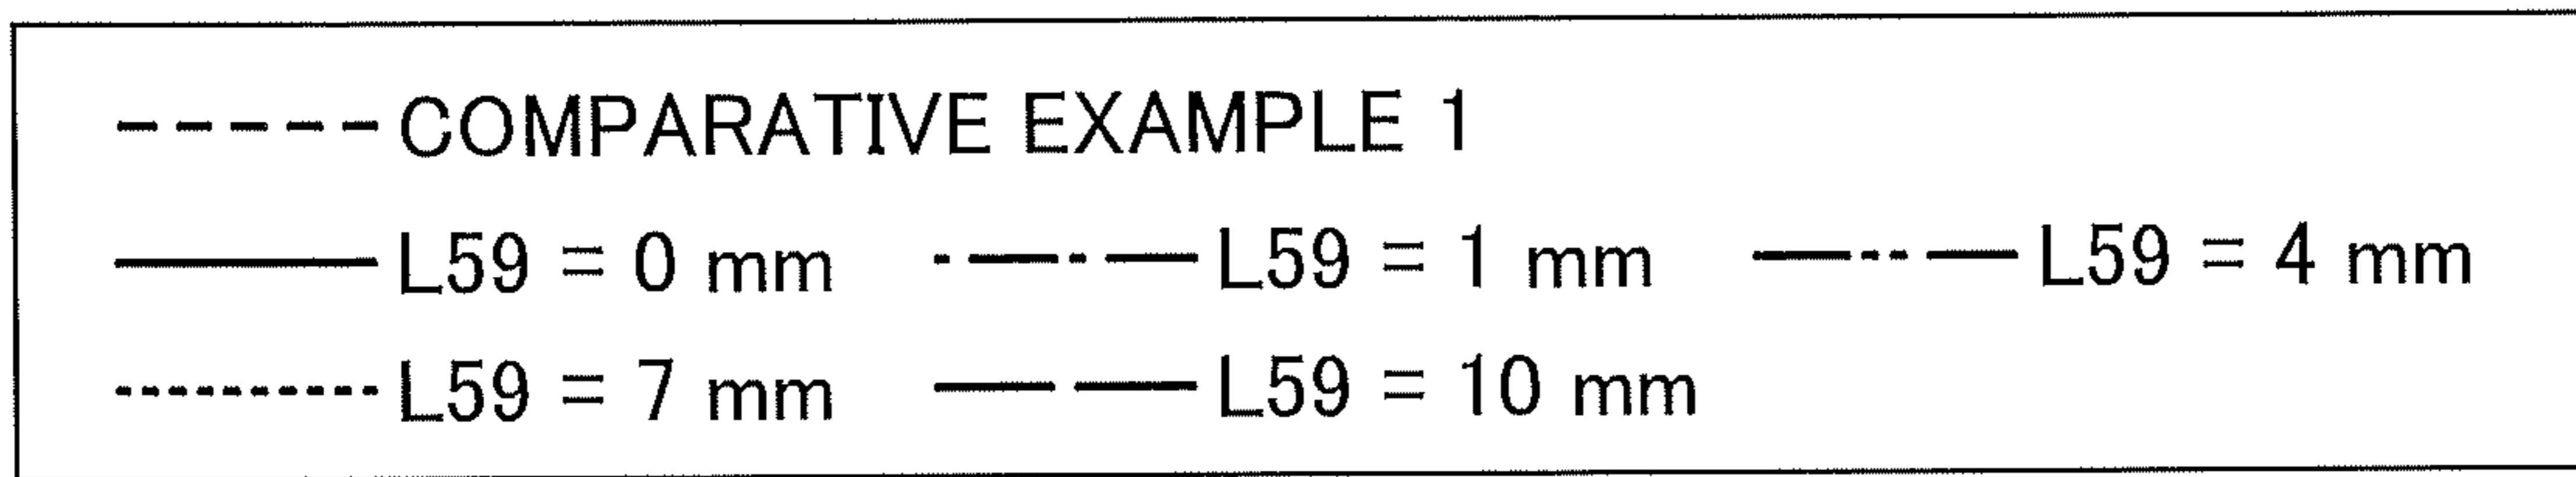 COMPARATIVE EXAMPLE 1
L59 = 0 mm L59 = 1 mm L59 = 4 mm
L59 = 7 mm L59 = 10 mm